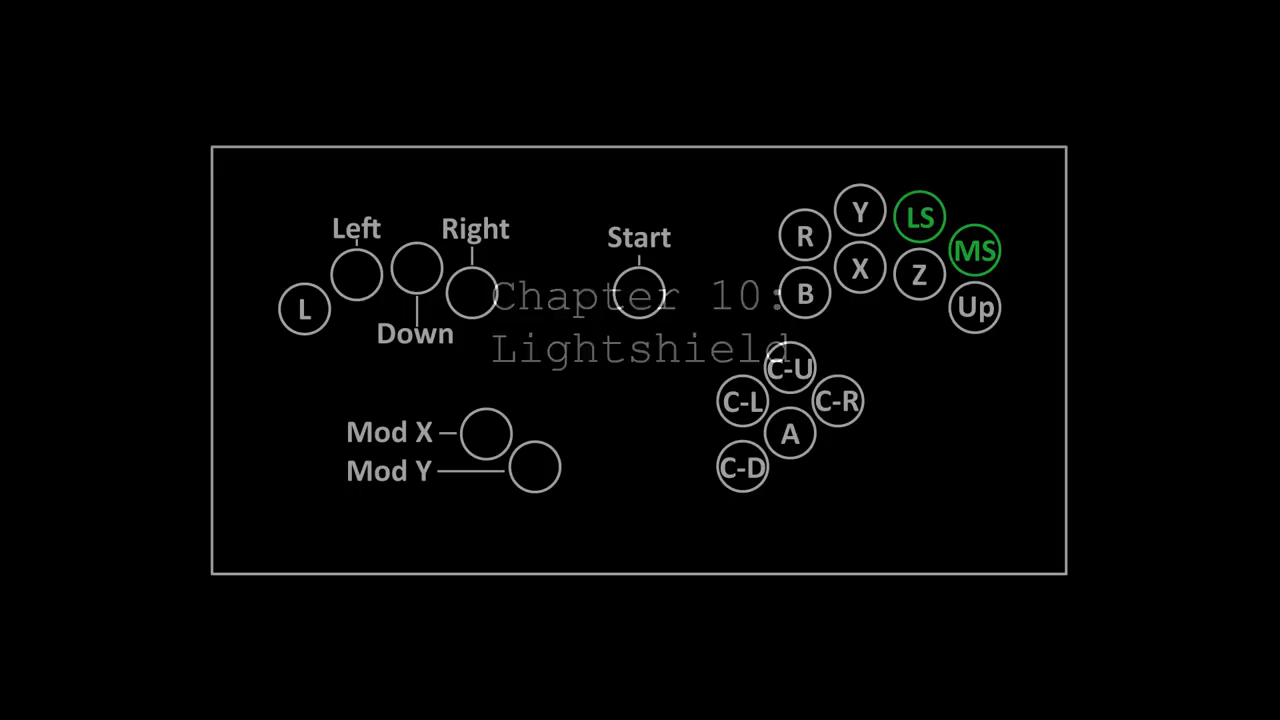 Left
Right
Start
L
Down
R
Y
LS
MS
B
X
Z
Up
Chapter 10:
Lightshield
C-U
C-L
C-R
A
C-D
Mod X
Mod Y